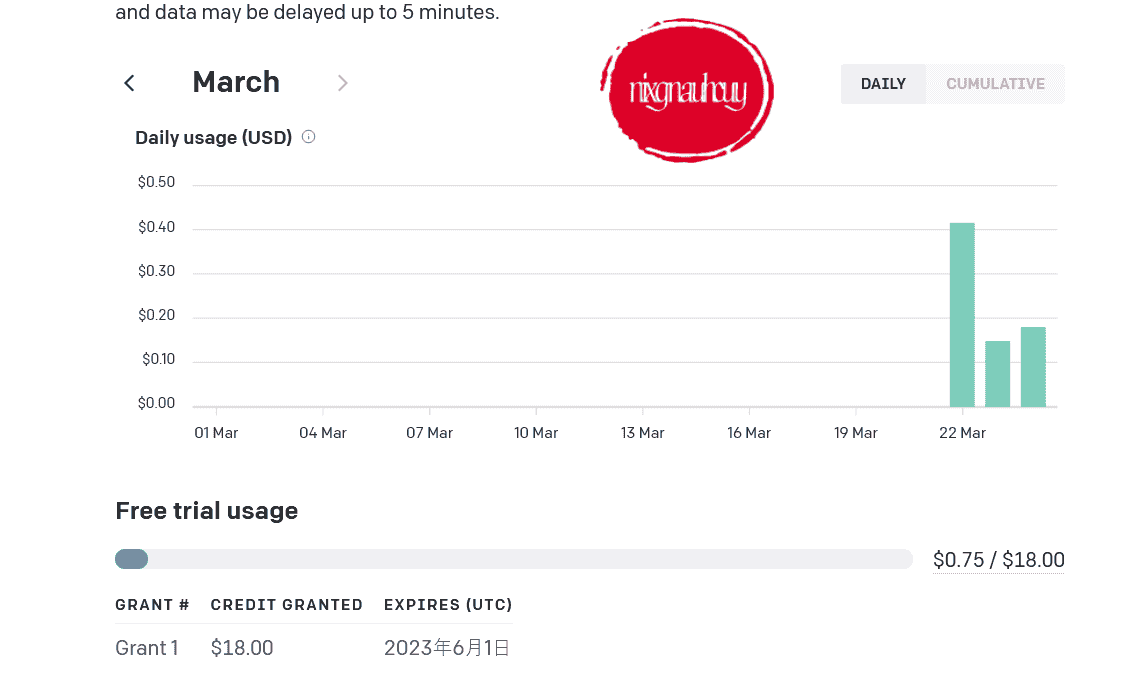 and data may be delayed up to 5 minutes.
March
nixgnauhcuy
DAILY CUMULATIVE
Daily usage (USD)
$0.50
$0.40
$0.30
$0.20
$0.10
$0.00
01 Mar 04 Mar 07 Mar 10 Mar 13 Mar 16 Mar 19 Mar 22 Mar
Free trial usage
$0.75 / $18.00
GRANT # CREDIT GRANTED EXPIRES (UTC)
Grant 1 $18.00 2023年6月1日